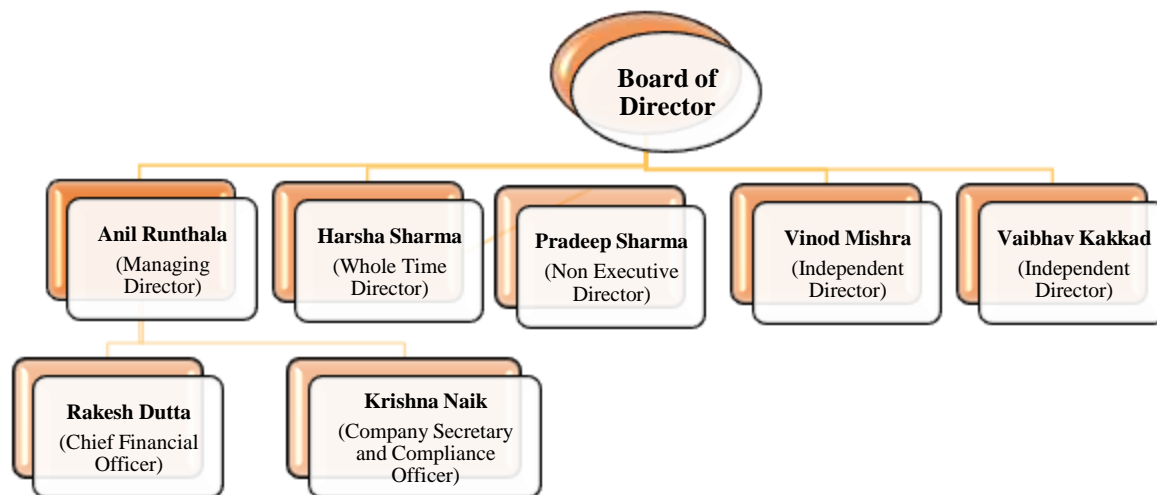 Board of
Director
Anil Runthala
(Managing
Director)
Harsha Sharma
(Whole Time
Director)
Pradeep Sharma
(Non Executive
Director)
Vinod Mishra
(Independent
Director)
Vaibhav Kakkad
(Independent
Director)
Rakesh Dutta
(Chief Financial
Officer)
Krishna Naik
(Company Secretary
and Compliance
Officer)